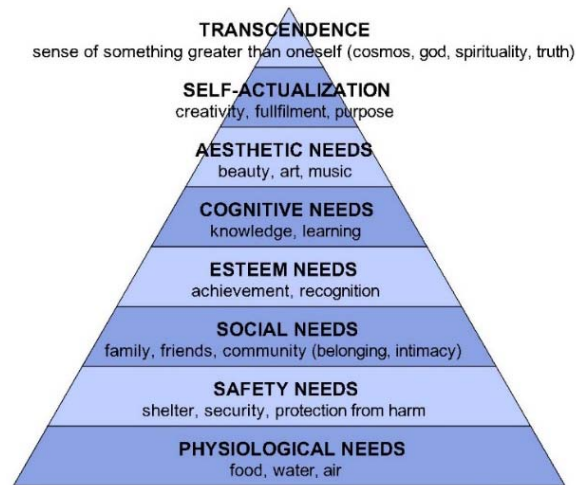 TRANSCENDENCE
sense of something greater than oneself (cosmos, god, spirituality, truth)
SELF-ACTUALIZATION
creativity, fullfilment, purpose
AESTHETIC NEEDS
beauty, art, music
COGNITIVE NEEDS
knowledge, learning
ESTEEM NEEDS
achievement, recognition
SOCIAL NEEDS
family, friends, community (belonging, intimacy)
SAFETY NEEDS
shelter, security, protection from harm
PHYSIOLOGICAL NEEDS
food, water, air